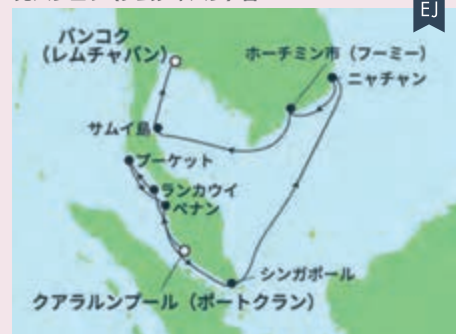 EJ
バンコク
（レムチャバン）
ホーチミン市（フーミー）
ニャチャン
サムイ島
プーケット
ランカウイ
ペナン
シンガポール
クアラルンプール（ポートクラン）